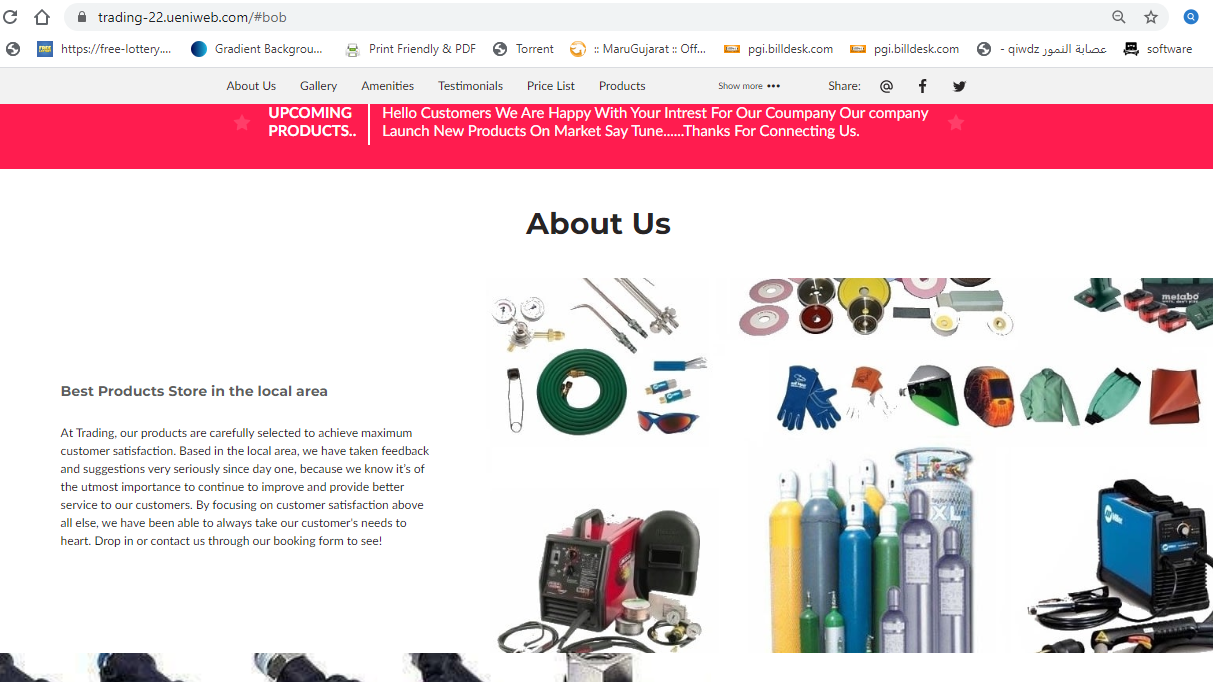 trading-22.ueniweb.com/#bob
https://free-lottery....
Gradient Backgrou...
Print Friendly & PDF
Torrent
:: MaruGujarat :: Off...
pgi.billdesk.com
pgi.billdesk.com
عصابة النمور qiwdz -
software
About Us
Gallery
Amenities
Testimonials
Price List
Products
Show more •••
Share:
UPCOMING
PRODUCTS..
Hello Customers We Are Happy With Your Intrest For Our Coumpany Our company
Launch New Products On Market Say Tune......Thanks For Connecting Us.
About Us
Best Products Store in the local area
At Trading, our products are carefully selected to achieve maximum
customer satisfaction. Based in the local area, we have taken feedback
and suggestions very seriously since day one, because we know it's of
the utmost importance to continue to improve and provide better
service to our customers. By focusing on customer satisfaction above
all else, we have been able to always take our customer's needs to
heart. Drop in or contact us through our booking form to see!
metabo
XL